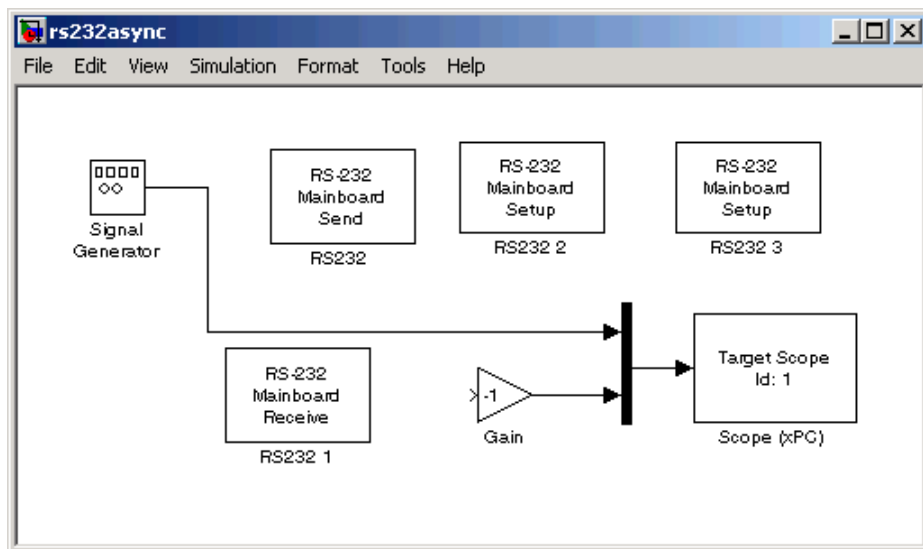 rs232async
File Edit View Simulation Format Tools Help
Signal
Generator
RS-232
Mainboard
Send
RS232
RS-232
Mainboard
Setup
RS232 2
RS-232
Mainboard
Setup
RS232 3
RS-232
Mainboard
Receive
RS232 1
-1
Gain
Target Scope
Id: 1
Scope (xPC)